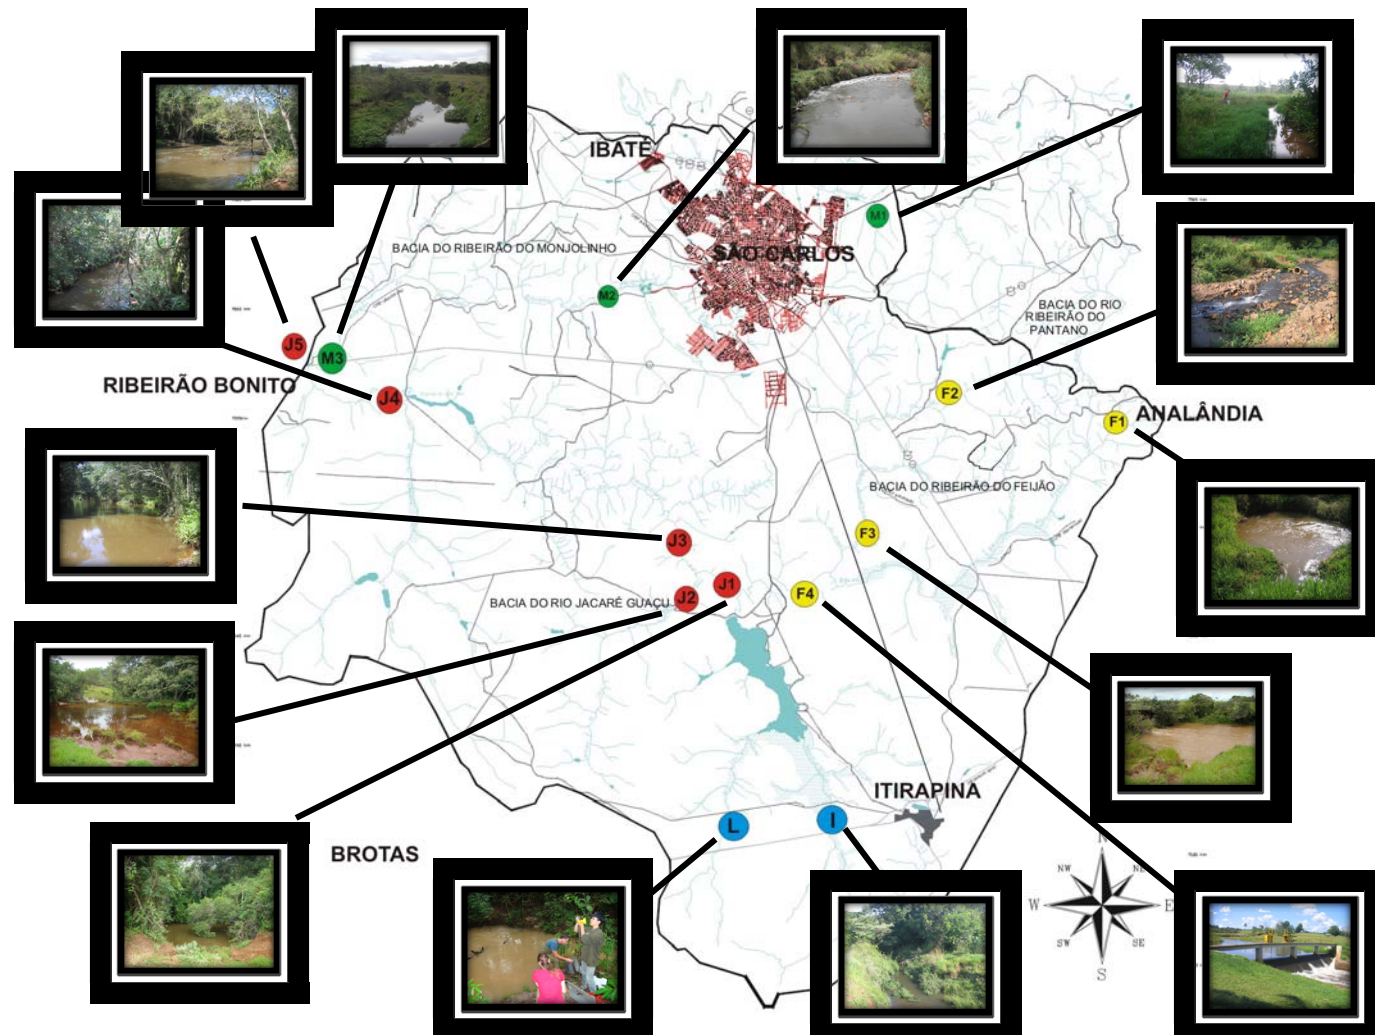 IBATÉ
M1
SÃO CARLOS
BACIA DO RIBEIRÃO DO MONJOLINHO
M2
BACIA DO RIO
RIBEIRÃO DO
PANTANO
J5
M3
RIBEIRÃO BONITO
J4
F2
ANALÂNDIA
F1
BACIA DO RIBEIRÃO DO FEIJÃO
F3
J3
J1
J2
F4
BACIA DO RIO JACARÉ GUAÇU
ITIRAPINA
L
I
BROTAS
N
NW
NE
W
E
SW
SE
S